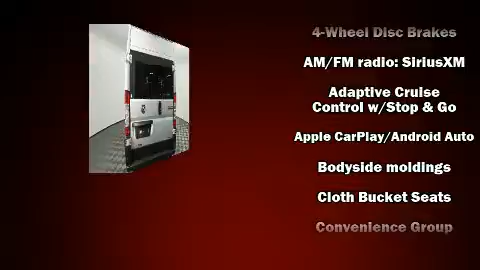 4-Wheel Disc Brakes
AM/FM radio: SiriusXM
Adaptive Cruise
Control w/Stop & Go
Apple CarPlay/Android Auto
Bodyside moldings
Cloth Bucket Seats
Convenience Group